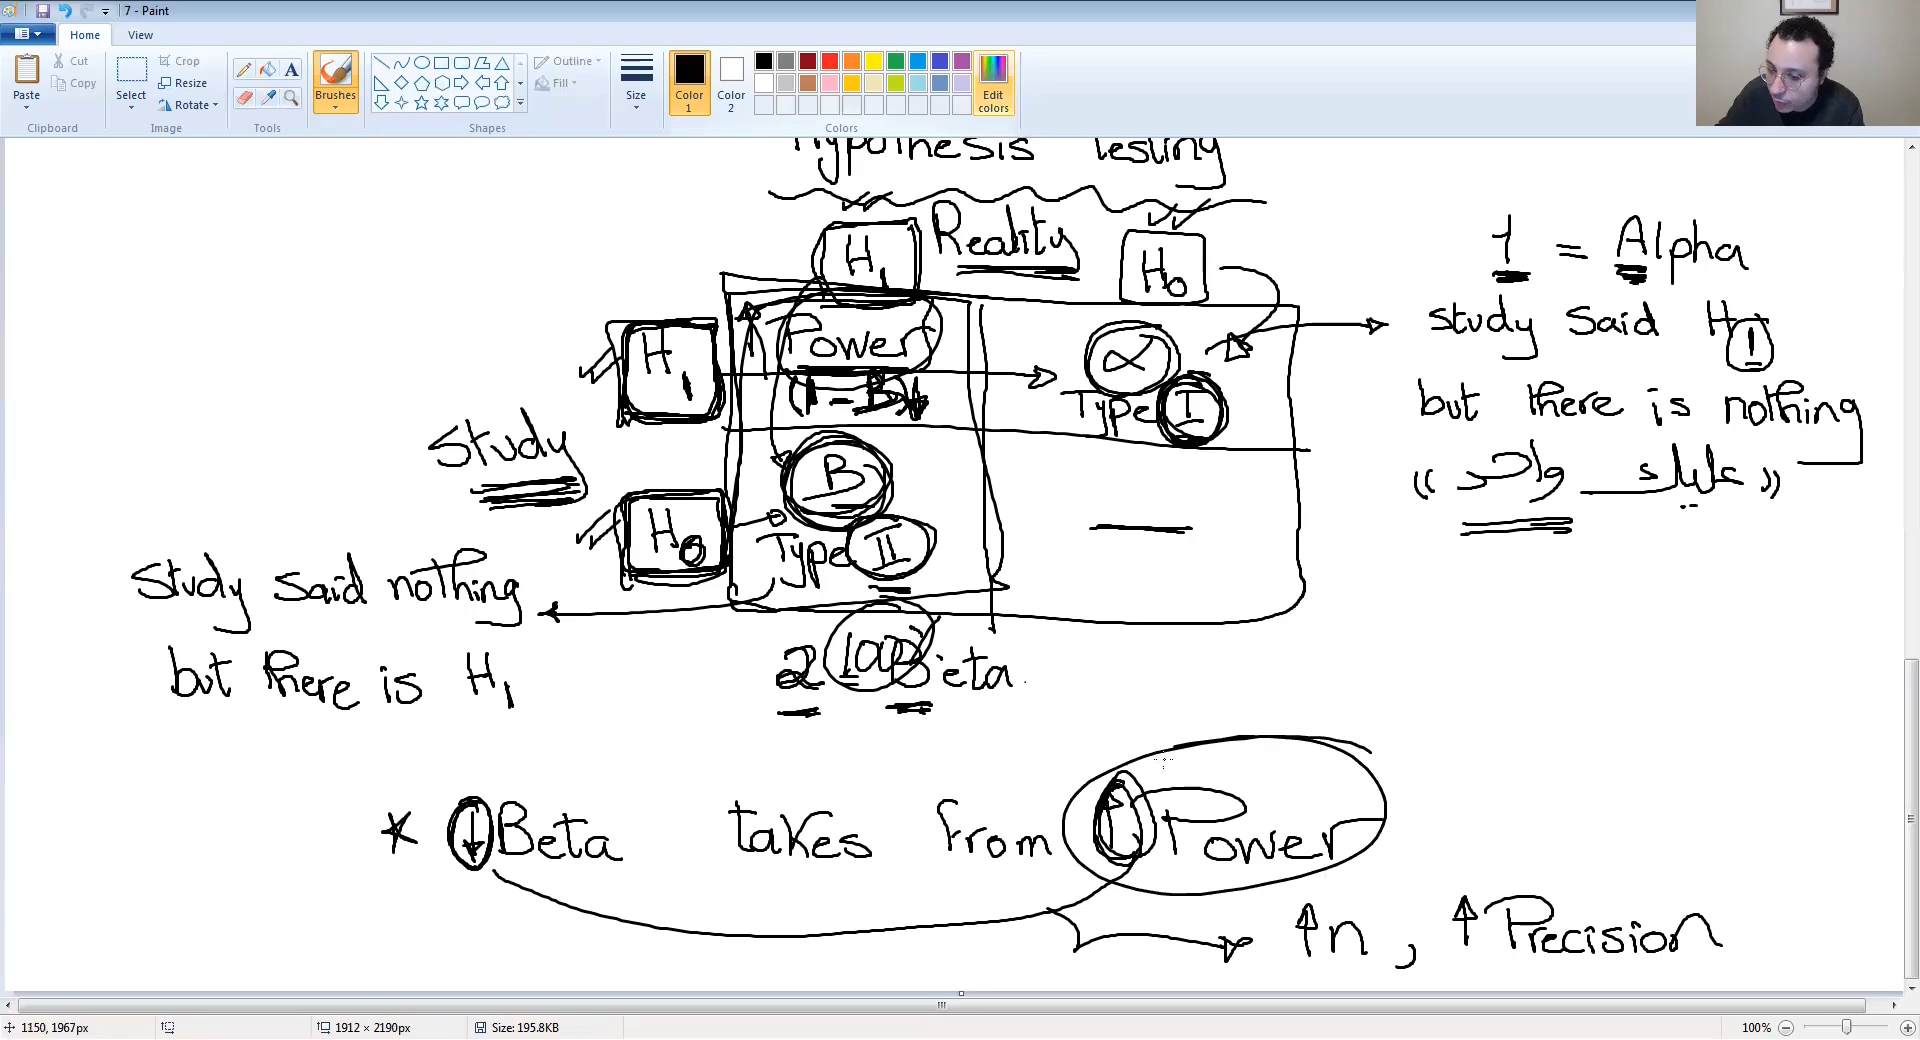 7 - Paint
Home View
Paste Cut Copy Clipboard
Select Crop Resize Rotate Image
Tools
Brushes
Shapes
Outline Fill
Size
Color 1 Color 2 Edit colors Colors
Hypothesis Testing
H1 Reality H0
1 = Alpha
H1 Power α
(1 - B)
Type I
study said H1
but there is nothing
Study
B
H0 Type II
study said nothing
but there is H1
2 Beta
* ↓ Beta takes from ↑ Power
↑ n , ↑ Precision
1150, 1967px 1912 × 2190px Size: 195.8KB 100%